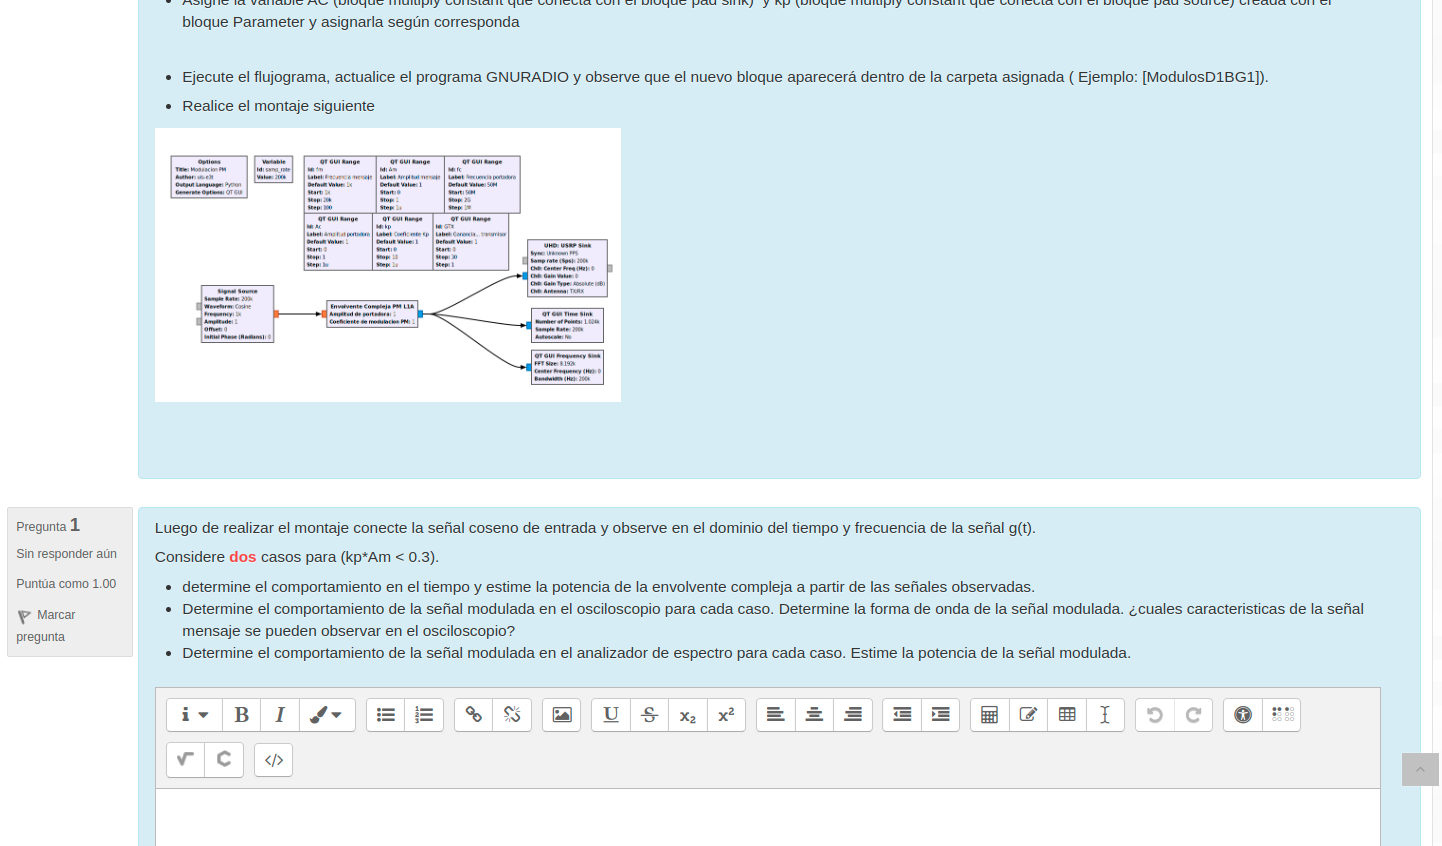 Asigne la variable AC (bloque multiply constant que conecta con el bloque pad sink)  y kp (bloque multiply constant que conecta con el bloque pad source) creada con el
bloque Parameter y asignarla según corresponda
Ejecute el flujograma, actualice el programa GNURADIO y observe que el nuevo bloque aparecerá dentro de la carpeta asignada ( Ejemplo: [ModulosD1BG1]).
Realice el montaje siguiente
Options
Title: Modulacion PM
Author: uis-e3t
Output Language: Python
Generate Options: QT GUI
Variable
Id: samp_rate
Value: 200k
QT GUI Range
Id: fm
Label: Frecuencia mensaje
Default Value: 1k
Start: 1k
Stop: 20k
Step: 100
QT GUI Range
Id: Am
Label: Amplitud mensaje
Default Value: 1
Start: 0
Stop: 1
Step: 1u
QT GUI Range
Id: fc
Label: frecuencia portadora
Default Value: 50M
Start: 50M
Stop: 2G
Step: 1M
QT GUI Range
Id: Ac
Label: Amplitud portadora
Default Value: 1
Start: 0
Stop: 1
Step: 1u
QT GUI Range
Id: kp
Label: Coeficiente Kp
Default Value: 1
Start: 0
Stop: 10
Step: 1u
QT GUI Range
Id: GTX
Label: Ganancia... transmisor
Default Value: 1
Start: 0
Stop: 30
Step: 1
UHD: USRP Sink
Sync: Unknown PPS
Samp rate (Sps): 200k
Ch0: Center Freq (Hz): 0
Ch0: Gain Value: 0
Ch0: Gain Type: Absolute (dB)
Ch0: Antenna: TX/RX
Signal Source
Sample Rate: 200k
Waveform: Cosine
Frequency: 1k
Amplitude: 1
Offset: 0
Initial Phase (Radians): 0
Envolvente Compleja PM L1A
Amplitud de portadora: 1
Coeficiente de modulacion PM: 1
QT GUI Time Sink
Number of Points: 1.024k
Sample Rate: 200k
Autoscale: No
QT GUI Frequency Sink
FFT Size: 8.192k
Center Frequency (Hz): 0
Bandwidth (Hz): 200k
Pregunta 1
Sin responder aún
Puntúa como 1.00
Marcar
pregunta
Luego de realizar el montaje conecte la señal coseno de entrada y observe en el dominio del tiempo y frecuencia de la señal g(t).
Considere dos casos para (kp*Am < 0.3).
determine el comportamiento en el tiempo y estime la potencia de la envolvente compleja a partir de las señales observadas.
Determine el comportamiento de la señal modulada en el osciloscopio para cada caso. Determine la forma de onda de la señal modulada. ¿cuales caracteristicas de la señal
mensaje se pueden observar en el osciloscopio?
Determine el comportamiento de la señal modulada en el analizador de espectro para cada caso. Estime la potencia de la señal modulada.